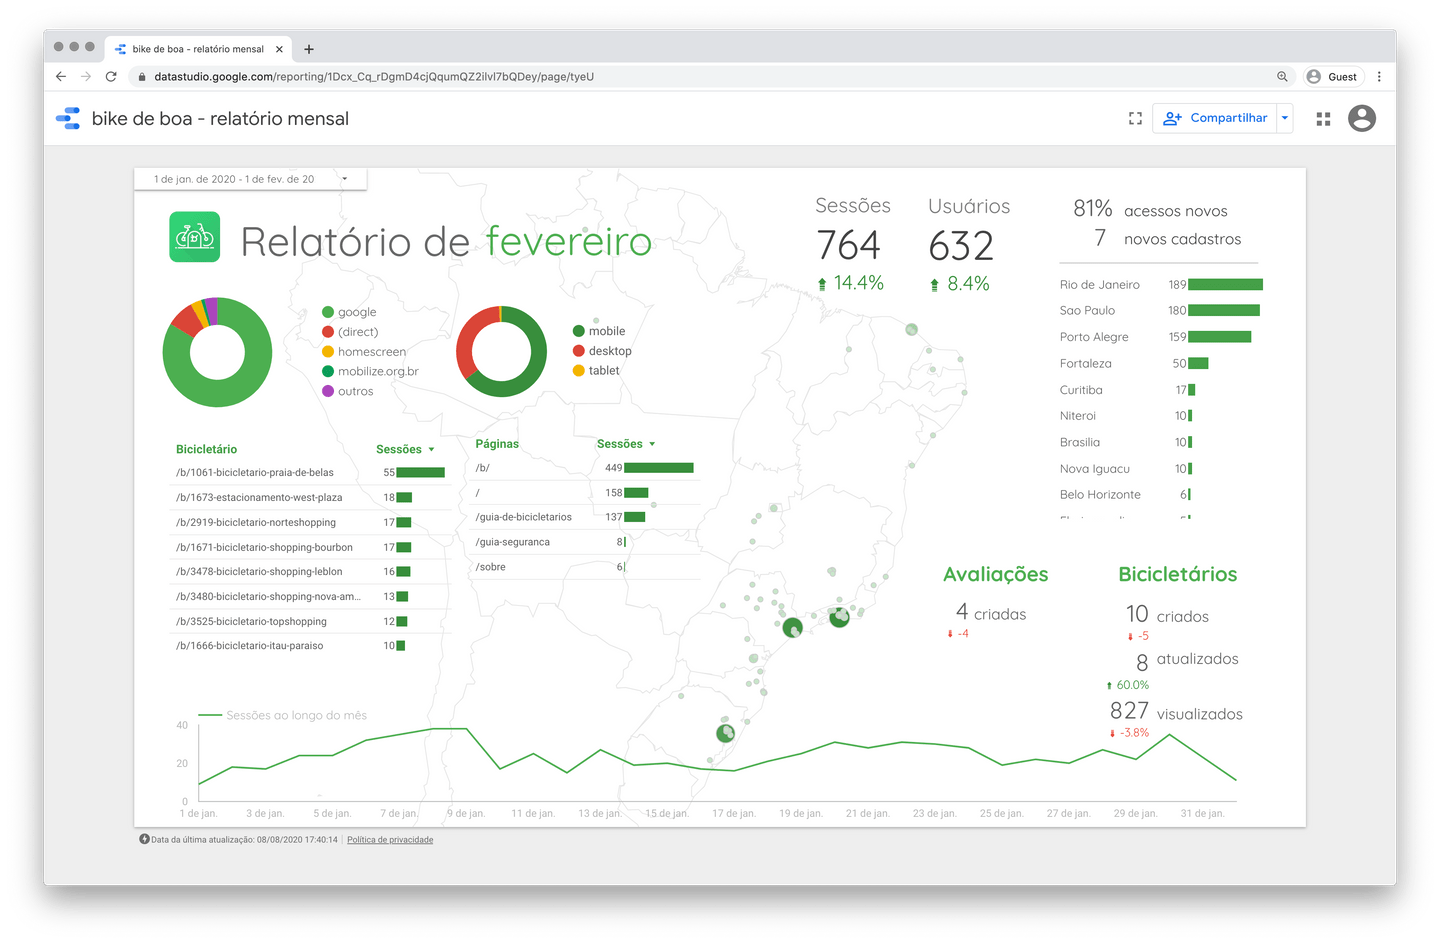 bike de boa - relatório mensal
datastudio.google.com/reporting/1Dcx_Cq_rDgmD4cjQqumQZ2ilvI7bQDey/page/tyeU
Guest
bike de boa - relatório mensal
Compartilhar
1 de jan. de 2020 - 1 de fev. de 20
Relatório de fevereiro
Sessões
764
14.4%
Usuários
632
8.4%
81% acessos novos
7 novos cadastros
google
(direct)
homescreen
mobilize.org.br
outros
mobile
desktop
tablet
Rio de Janeiro 189
Sao Paulo 180
Porto Alegre 159
Fortaleza 50
Curitiba 17
Niteroi 10
Brasilia 10
Nova Iguacu 10
Belo Horizonte 6
Bicicletário Sessões
/b/1061-bicicletario-praia-de-belas 55
/b/1673-estacionamento-west-plaza 18
/b/2919-bicicletario-norteshopping 17
/b/1671-bicicletario-shopping-bourbon 17
/b/3478-bicicletario-shopping-leblon 16
/b/3480-bicicletario-shopping-nova-am... 13
/b/3525-bicicletario-topshopping 12
/b/1666-bicicletario-itau-paraiso 10
Páginas Sessões
/b/ 449
/ 158
/guia-de-bicicletarios 137
/guia-seguranca 8
/sobre 6
Avaliações
4 criadas
-4
Bicicletários
10 criados
-5
8 atualizados
60.0%
827 visualizados
-3.8%
Sessões ao longo do mês
40
20
0
1 de jan. 3 de jan. 5 de jan. 7 de jan. 9 de jan. 11 de jan. 13 de jan. 15 de jan. 17 de jan. 19 de jan. 21 de jan. 23 de jan. 25 de jan. 27 de jan. 29 de jan. 31 de jan.
Data da última atualização: 08/08/2020 17:40:14 | Política de privacidade